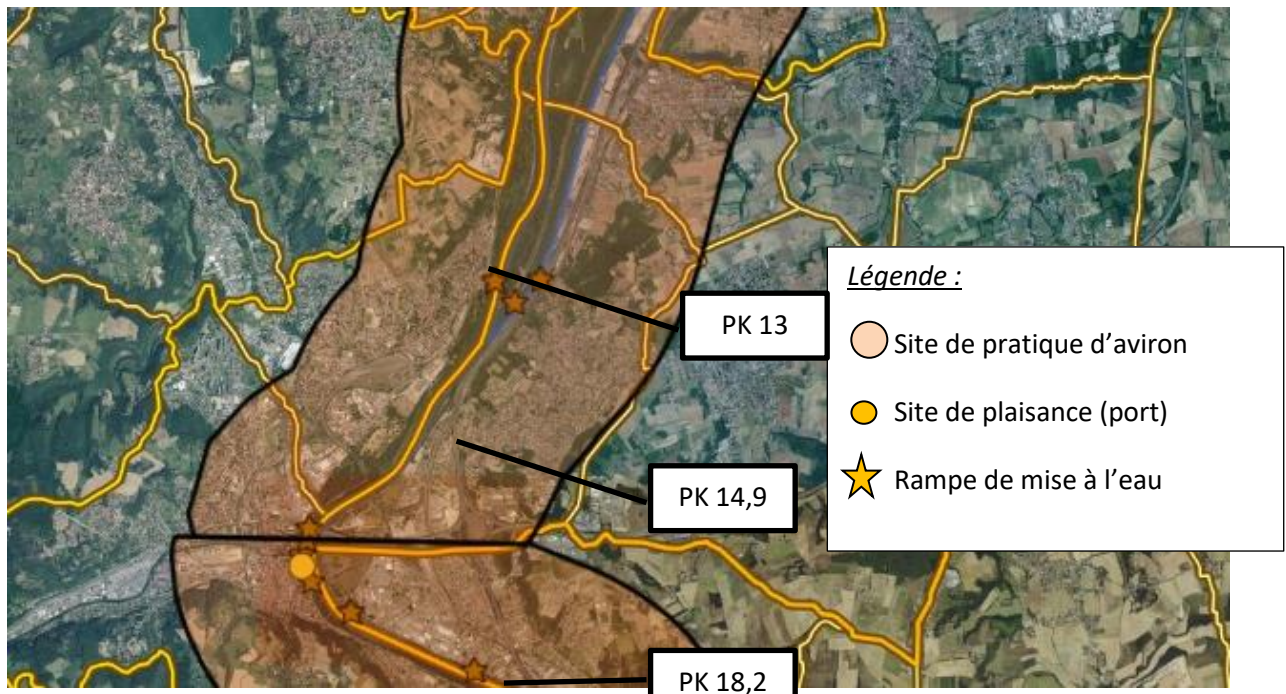 Légende :
PK 13
Site de pratique d’aviron
Site de plaisance (port)
Rampe de mise à l’eau
PK 14,9
PK 18,2